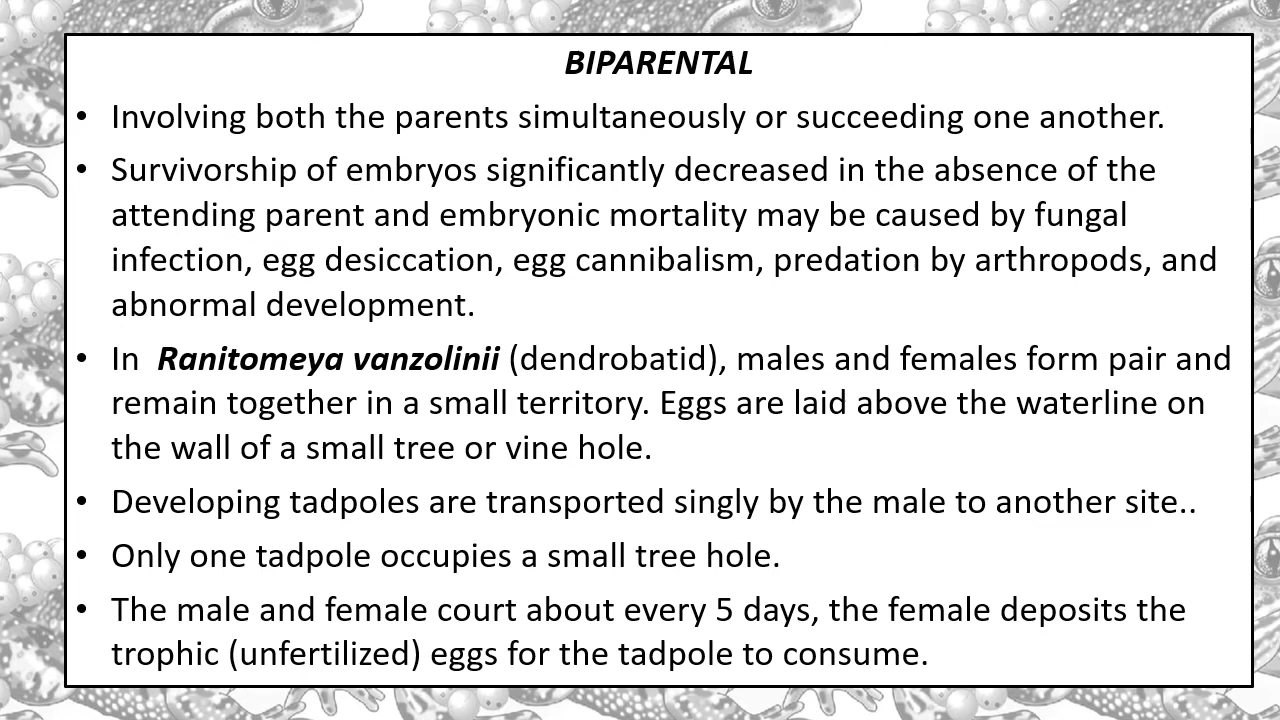 BIPARENTAL
• Involving both the parents simultaneously or succeeding one another.
• Survivorship of embryos significantly decreased in the absence of the
attending parent and embryonic mortality may be caused by fungal
infection, egg desiccation, egg cannibalism, predation by arthropods, and
abnormal development.
• In  Ranitomeya vanzolinii (dendrobatid), males and females form pair and
remain together in a small territory. Eggs are laid above the waterline on
the wall of a small tree or vine hole.
• Developing tadpoles are transported singly by the male to another site..
• Only one tadpole occupies a small tree hole.
• The male and female court about every 5 days, the female deposits the
trophic (unfertilized) eggs for the tadpole to consume.